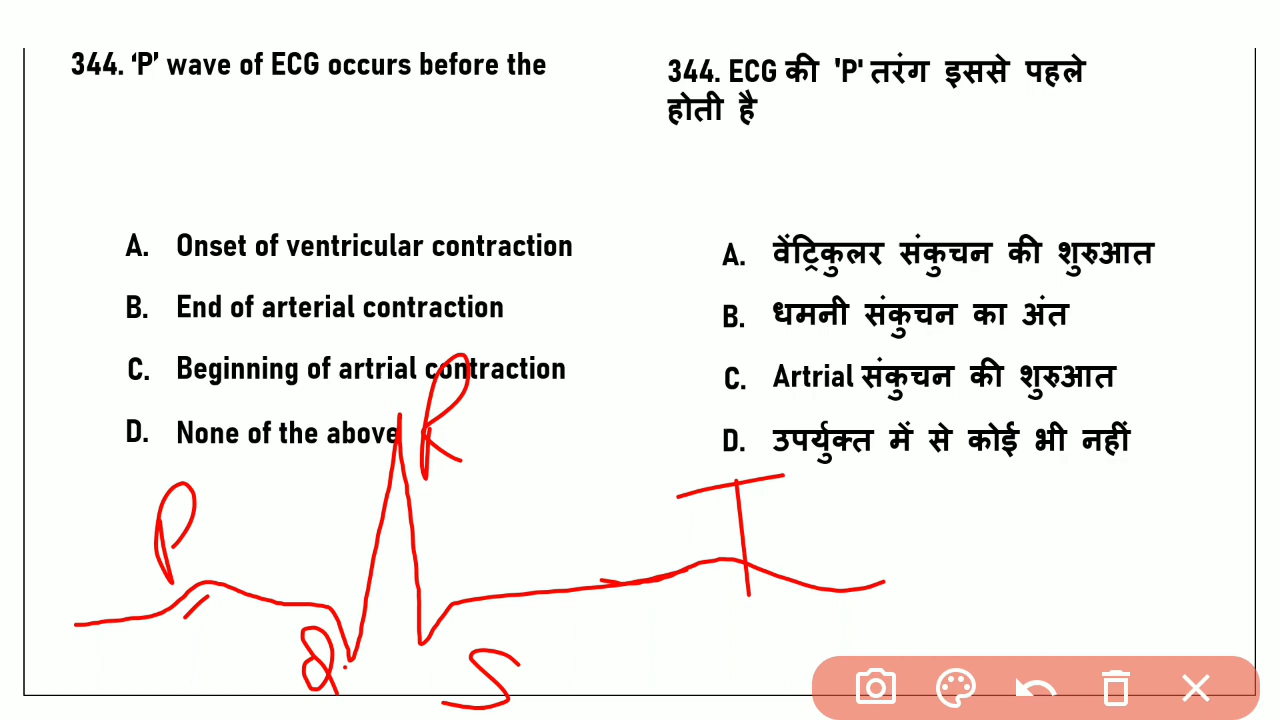 344. ‘P’ wave of ECG occurs before the
A. Onset of ventricular contraction
B. End of arterial contraction
C. Beginning of artrial contraction
D. None of the above
344. ECG की 'P' तरंग इससे पहले
होती है
A. वेंट्रिकुलर संकुचन की शुरुआत
B. धमनी संकुचन का अंत
C. Artrial संकुचन की शुरुआत
D. उपर्युक्त में से कोई भी नहीं
P
R
T
Q
S